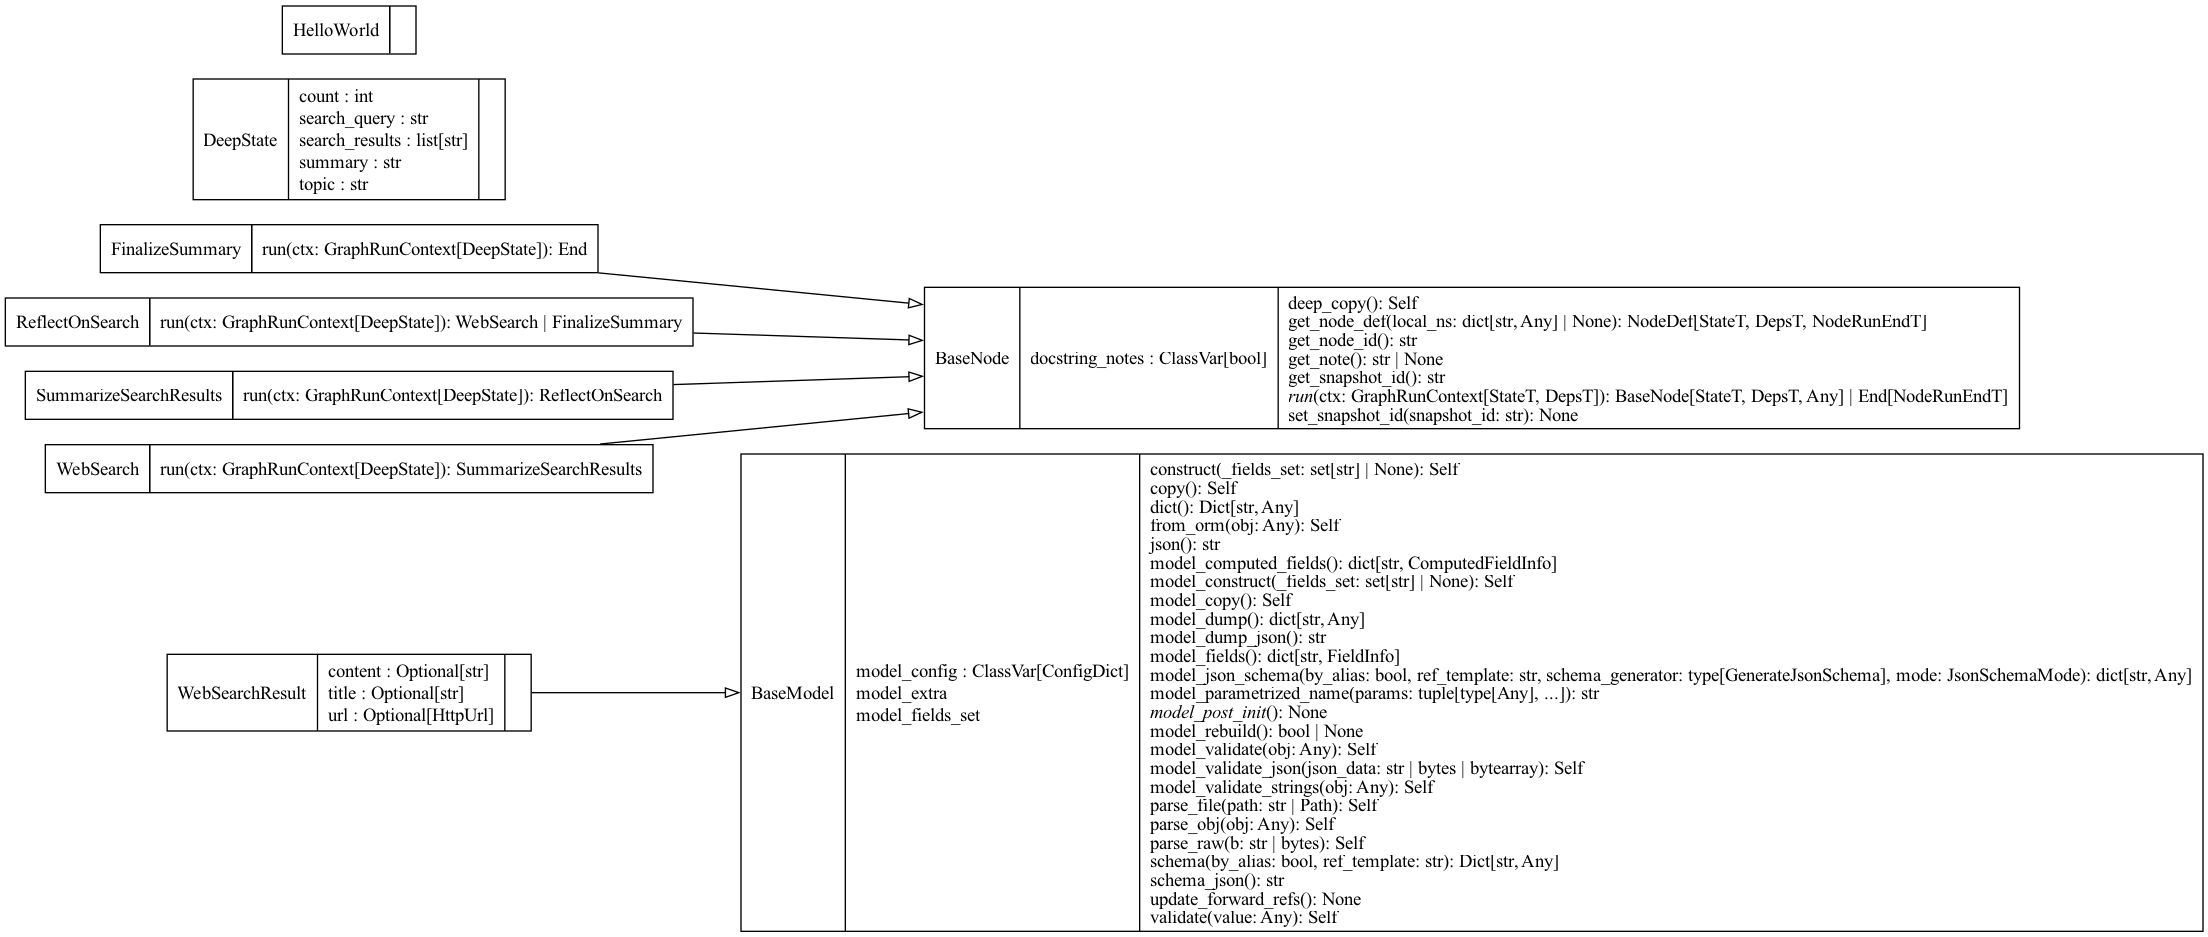 HelloWorld
DeepState
count : int
search_query : str
search_results : list[str]
summary : str
topic : str
FinalizeSummary
run(ctx: GraphRunContext[DeepState]): End
ReflectOnSearch
run(ctx: GraphRunContext[DeepState]): WebSearch | FinalizeSummary
SummarizeSearchResults
run(ctx: GraphRunContext[DeepState]): ReflectOnSearch
WebSearch
run(ctx: GraphRunContext[DeepState]): SummarizeSearchResults
BaseNode
docstring_notes : ClassVar[bool]
deep_copy(): Self
get_node_def(local_ns: dict[str, Any] | None): NodeDef[StateT, DepsT, NodeRunEndT]
get_node_id(): str
get_note(): str | None
get_snapshot_id(): str
run(ctx: GraphRunContext[StateT, DepsT]): BaseNode[StateT, DepsT, Any] | End[NodeRunEndT]
set_snapshot_id(snapshot_id: str): None
WebSearchResult
content : Optional[str]
title : Optional[str]
url : Optional[HttpUrl]
BaseModel
model_config : ClassVar[ConfigDict]
model_extra
model_fields_set
construct(_fields_set: set[str] | None): Self
copy(): Self
dict(): Dict[str, Any]
from_orm(obj: Any): Self
json(): str
model_computed_fields(): dict[str, ComputedFieldInfo]
model_construct(_fields_set: set[str] | None): Self
model_copy(): Self
model_dump(): dict[str, Any]
model_dump_json(): str
model_fields(): dict[str, FieldInfo]
model_json_schema(by_alias: bool, ref_template: str, schema_generator: type[GenerateJsonSchema], mode: JsonSchemaMode): dict[str, Any]
model_parametrized_name(params: tuple[type[Any], ...]): str
model_post_init(): None
model_rebuild(): bool | None
model_validate(obj: Any): Self
model_validate_json(json_data: str | bytes | bytearray): Self
model_validate_strings(obj: Any): Self
parse_file(path: str | Path): Self
parse_obj(obj: Any): Self
parse_raw(b: str | bytes): Self
schema(by_alias: bool, ref_template: str): Dict[str, Any]
schema_json(): str
update_forward_refs(): None
validate(value: Any): Self